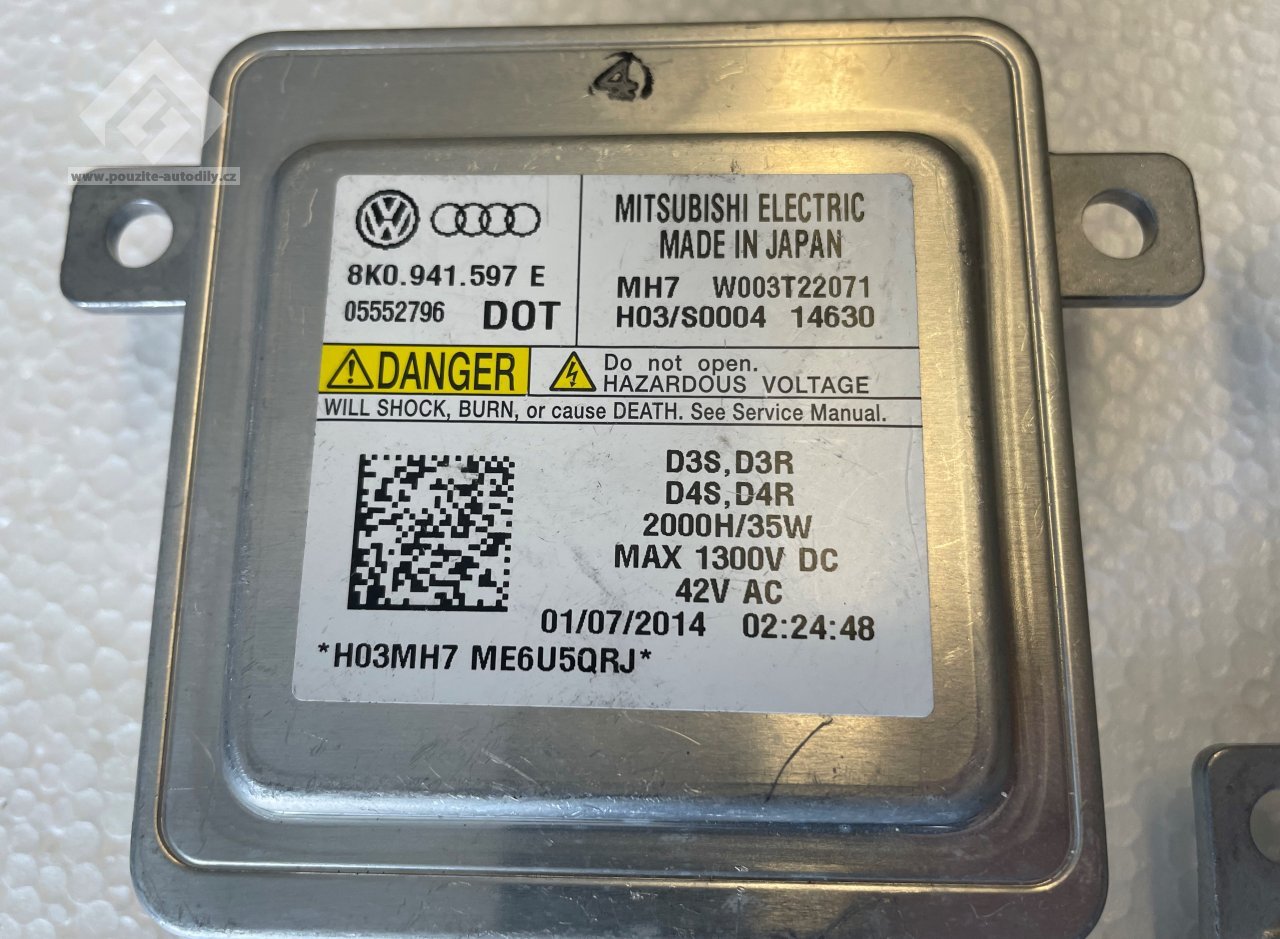 4
www.pouzite-autodily.cz
8K0.941.597 E
05552796 DOT
MITSUBISHI ELECTRIC
MADE IN JAPAN
MH7 W003T22071
H03/S0004 14630
DANGER
Do not open.
HAZARDOUS VOLTAGE
WILL SHOCK, BURN, or cause DEATH. See Service Manual.
D3S,D3R
D4S,D4R
2000H/35W
MAX 1300V DC
42V AC
01/07/2014 02:24:48
*H03MH7 ME6U5QRJ*